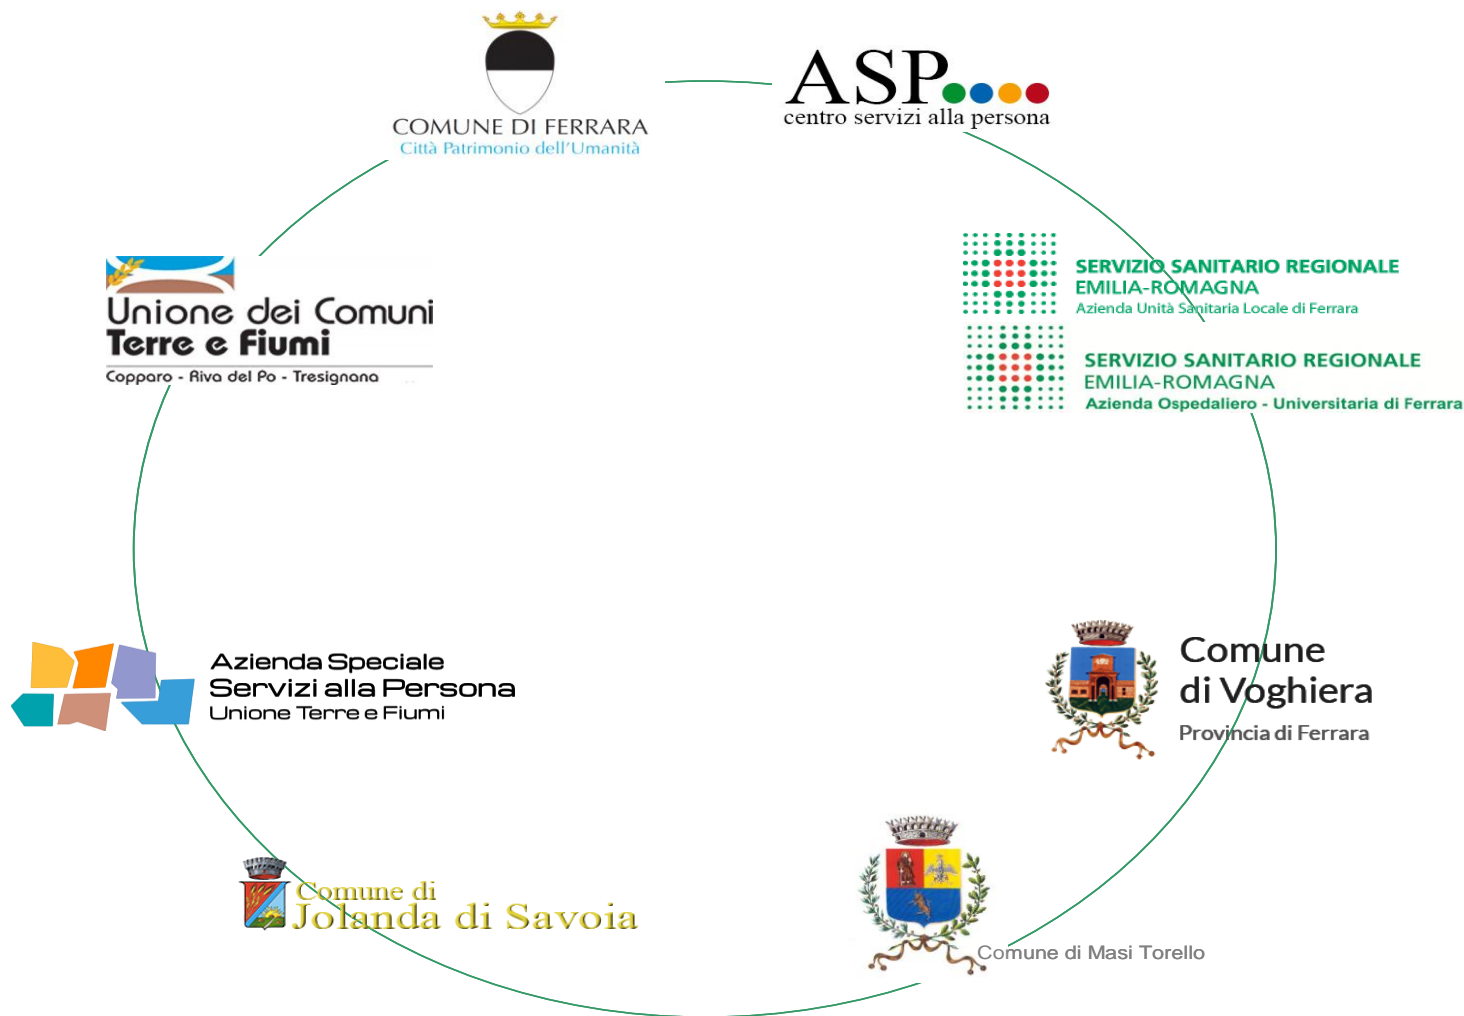 COMUNE DI FERRARA
Città Patrimonio dell'Umanità
ASP
centro servizi alla persona
SERVIZIO SANITARIO REGIONALE
EMILIA-ROMAGNA
Azienda Unità Sanitaria Locale di Ferrara
SERVIZIO SANITARIO REGIONALE
EMILIA-ROMAGNA
Azienda Ospedaliero - Universitaria di Ferrara
Unione dei Comuni
Terre e Fiumi
Copparo - Riva del Po - Tresignana
Azienda Speciale
Servizi alla Persona
Unione Terre e Fiumi
Comune
di Voghiera
Provincia di Ferrara
Comune di
Jolanda di Savoia
Comune di Masi Torello